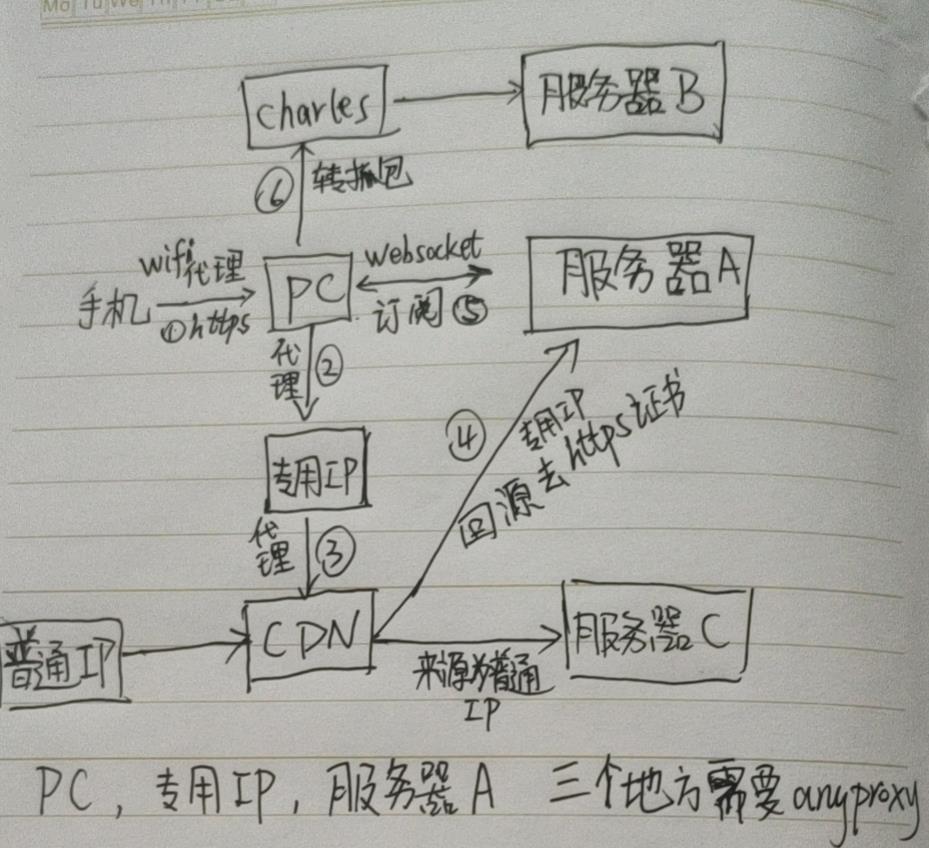 Mo Tu We Th Fr
charles
服务器B
⑥ 转抓包
wifi代理
手机
①https
PC
websocket
订阅⑤
服务器A
代理②
专用IP
代理③
④
专用IP
回源去https证书
普通IP
CDN
服务器C
来源为普通
IP
PC，专用IP，服务器A 三个地方需要anyproxy